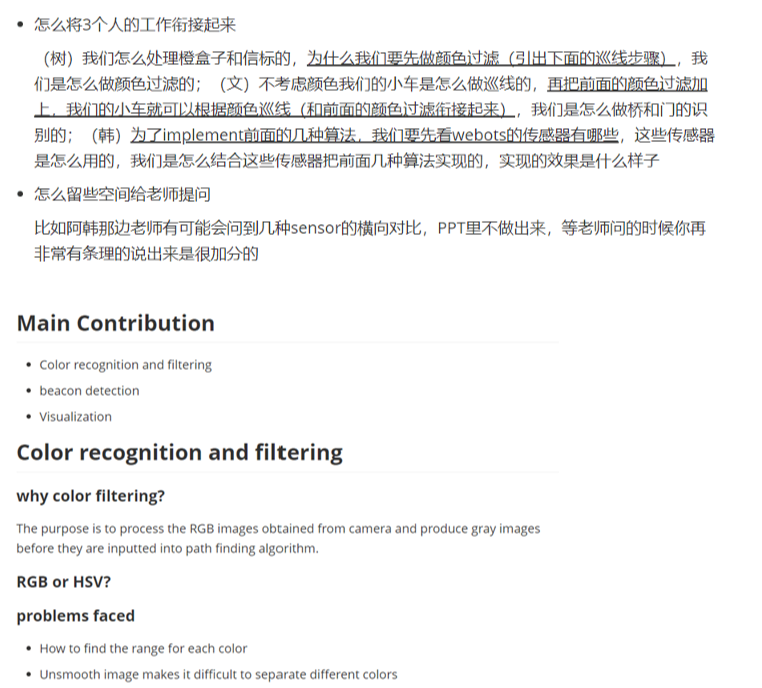 怎么将3个人的工作衔接起来
（树）我们怎么处理橙盒子和信标的，为什么我们要先做颜色过滤（引出下面的巡线步骤），我
们是怎么做颜色过滤的；（文）不考虑颜色我们的小车是怎么做巡线的，再把前面的颜色过滤加
上，我们的小车就可以根据颜色巡线（和前面的颜色过滤衔接起来），我们是怎么做桥和门的识
别的；（韩）为了implement前面的几种算法，我们要先看webots的传感器有哪些，这些传感器
是怎么用的，我们是怎么结合这些传感器把前面几种算法实现的，实现的效果是什么样子
怎么留些空间给老师提问
比如阿韩那边老师有可能会问到几种sensor的横向对比，PPT里不做出来，等老师问的时候你再
非常有条理的说出来是很加分的
Main Contribution
Color recognition and filtering
beacon detection
Visualization
Color recognition and filtering
why color filtering?
The purpose is to process the RGB images obtained from camera and produce gray images
before they are inputted into path finding algorithm.
RGB or HSV?
problems faced
How to find the range for each color
Unsmooth image makes it difficult to separate different colors